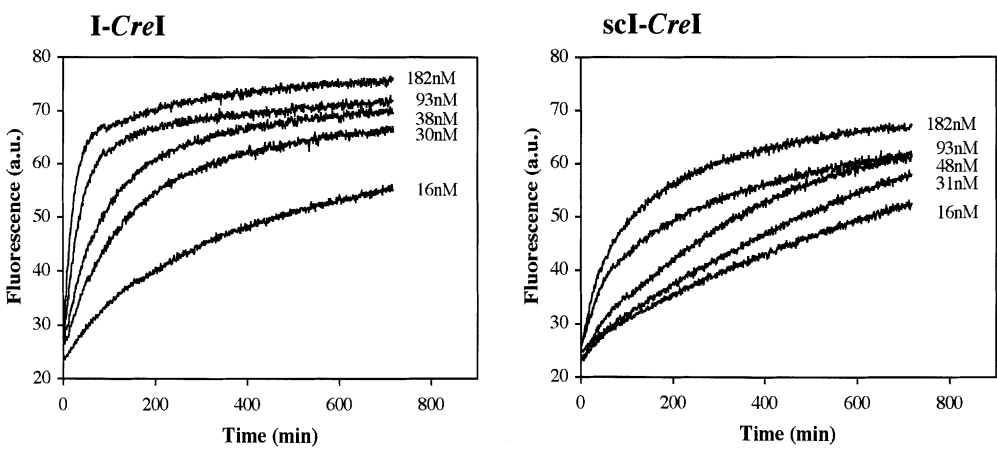 I-CreI
80
70
60
50
40
30
20
Fluorescence (a.u.)
182nM
93nM
38nM
30nM
16nM
0 200 400 600 800
Time (min)
scI-CreI
80
70
60
50
40
30
20
Fluorescence (a.u.)
182nM
93nM
48nM
31nM
16nM
0 200 400 600 800
Time (min)